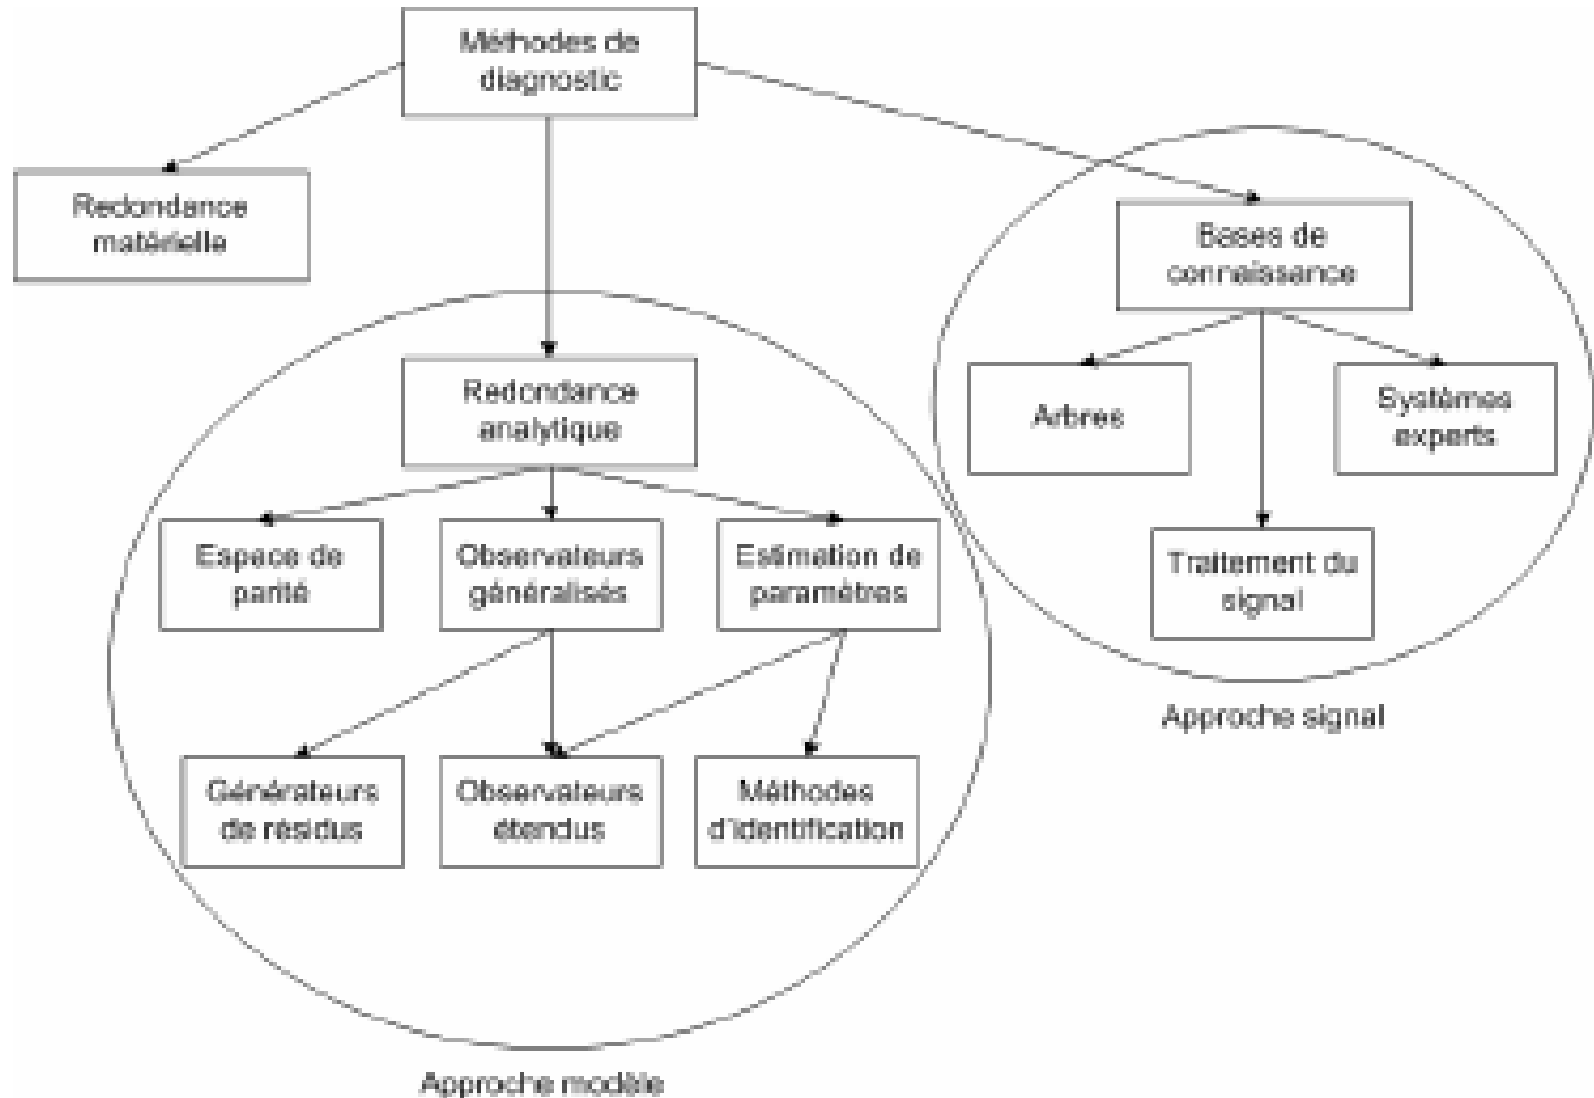 Méthodes de
diagnostic
Redondance
matérielle
Bases de
connaissance
Redondance
analytique
Arbres
Systèmes
experts
Espace de
parité
Observateurs
généralisés
Estimation de
paramètres
Traitement du
signal
Approche signal
Générateurs
de résidus
Observateurs
étendus
Méthodes
d'identification
Approche modèle